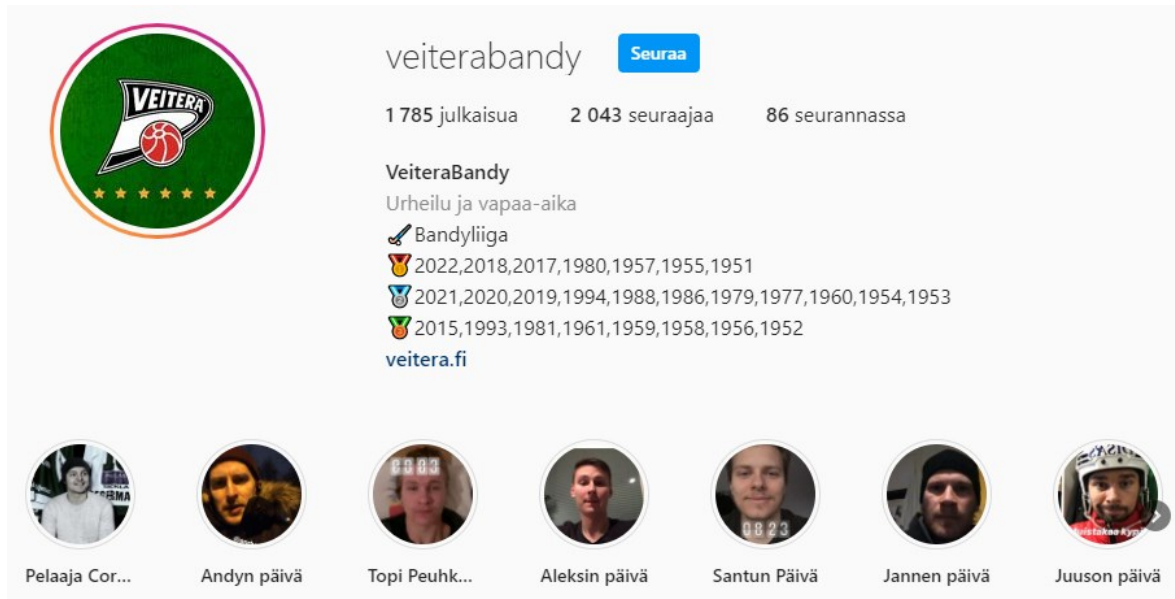 VEITERÄ
veiterabandy Seuraa
1 785 julkaisua 2 043 seuraajaa 86 seurannassa
VeiteraBandy
Urheilu ja vapaa-aika
Bandyliiga
2022,2018,2017,1980,1957,1955,1951
2021,2020,2019,1994,1988,1986,1979,1977,1960,1954,1953
2015,1993,1981,1961,1959,1958,1956,1952
veitera.fi
0003
0823
Pelaaja Cor... Andyn päivä Topi Peuhk... Aleksin päivä Santun Päivä Jannen päivä Juuson päivä